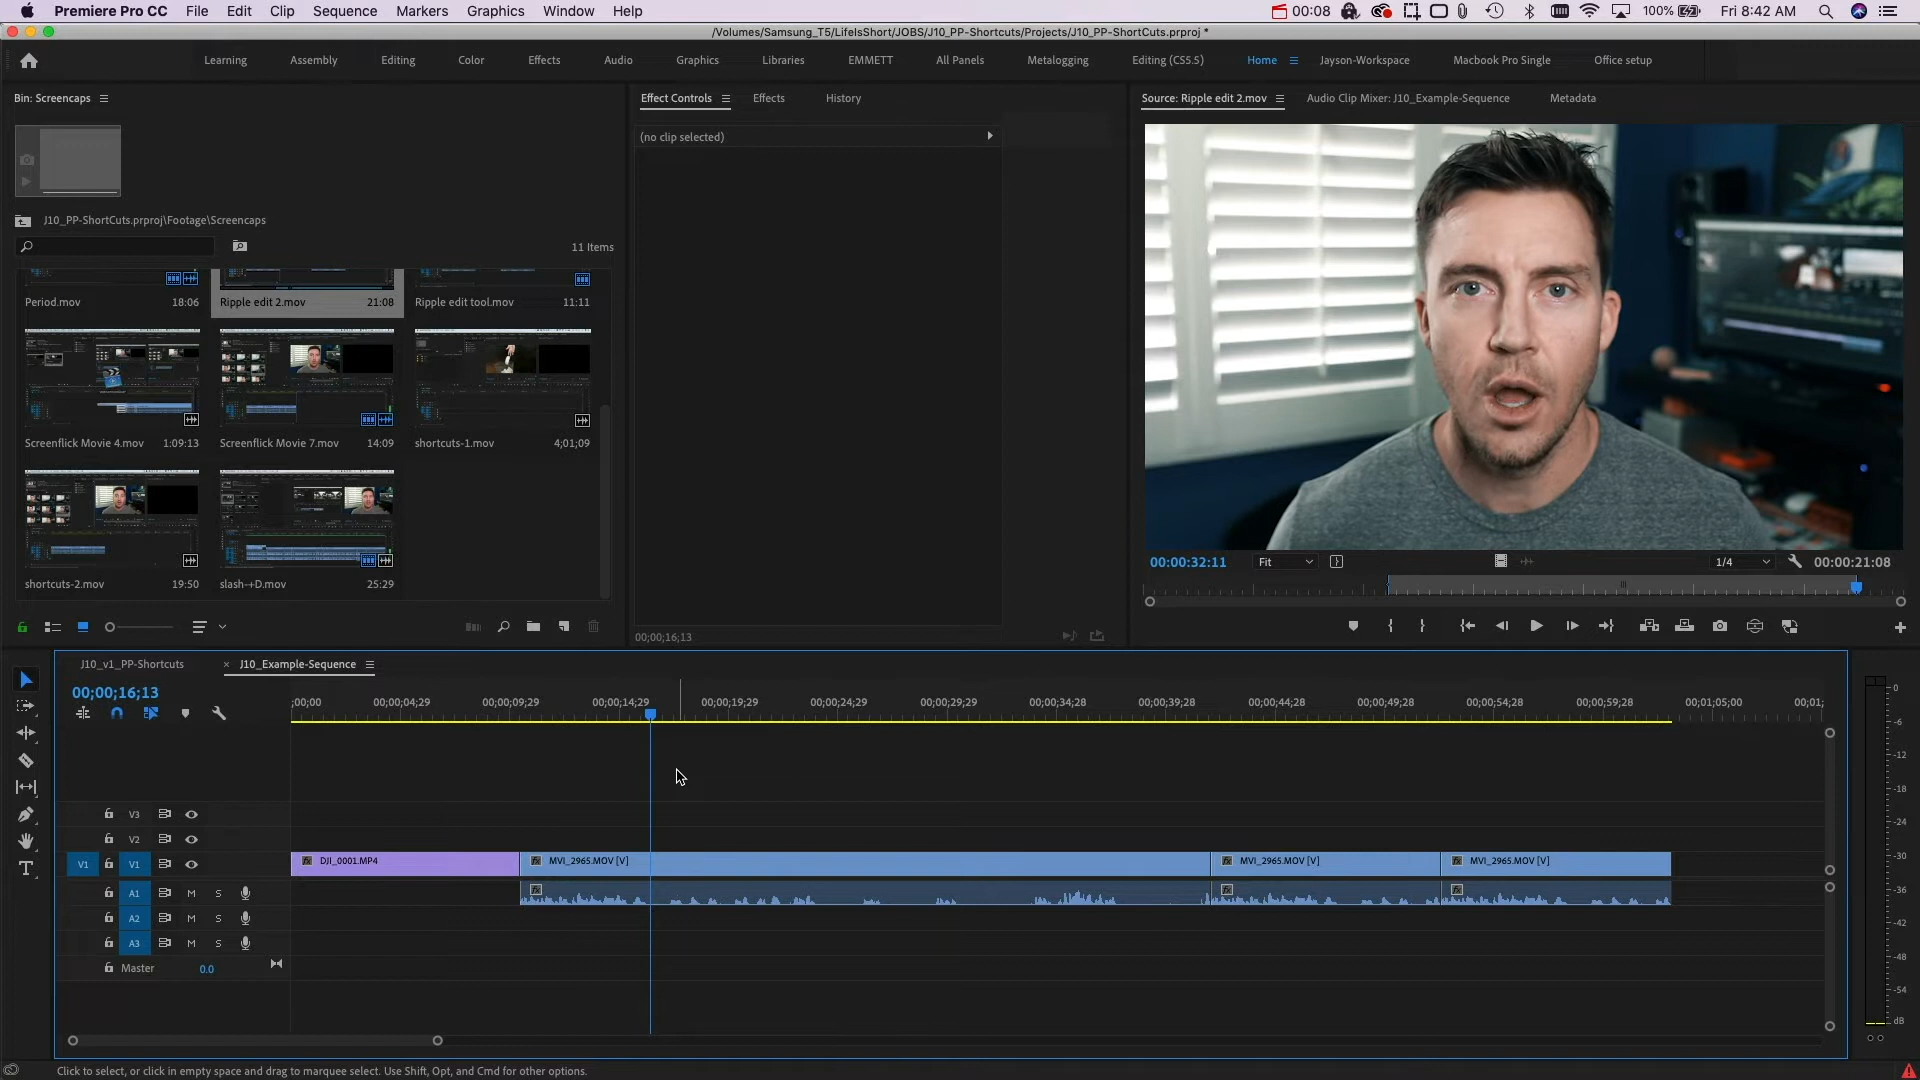 Premiere Pro CC File Edit Clip Sequence Markers Graphics Window Help 00:08 100% Fri 8:42 AM
/Volumes/Samsung_T5/LifeIsShort/JOBS/J10_PP-Shortcuts/Projects/J10_PP-ShortCuts.prproj *
Learning Assembly Editing Color Effects Audio Graphics Libraries EMMETT All Panels Metalogging Editing (CS5.5) Home Jayson-Workspace Macbook Pro Single Office setup
Bin: Screencaps
J10_PP-ShortCuts.prproj\Footage\Screencaps
11 Items
Period.mov 18:06
Ripple edit 2.mov 21:08
Ripple edit tool.mov 11:11
Screenflick Movie 4.mov 1:09:13
Screenflick Movie 7.mov 14:09
shortcuts-1.mov 4;01;09
shortcuts-2.mov 19:50
slash-+D.mov 25:29
Effect Controls Effects History
(no clip selected)
00;00;16;13
Source: Ripple edit 2.mov Audio Clip Mixer: J10_Example-Sequence Metadata
00:00:32:11 Fit 1/4 00:00:21:08
J10_v1_PP-Shortcuts × J10_Example-Sequence
00;00;16;13
;00;00 00;00;04;29 00;00;09;29 00;00;14;29 00;00;19;29 00;00;24;29 00;00;29;29 00;00;34;28 00;00;39;28 00;00;44;28 00;00;49;28 00;00;54;28 00;00;59;28 00;01;05;00 00;01;
V3
V2
V1 V1 fx DJI_0001.MP4 fx MVI_2965.MOV [V] fx MVI_2965.MOV [V] fx MVI_2965.MOV [V]
A1 M S fx fx fx
A2 M S
A3 M S
Master 0.0
0
-6
-12
-18
-24
-30
-36
-42
-48
-54
dB
Click to select, or click in empty space and drag to marquee select. Use Shift, Opt, and Cmd for other options.